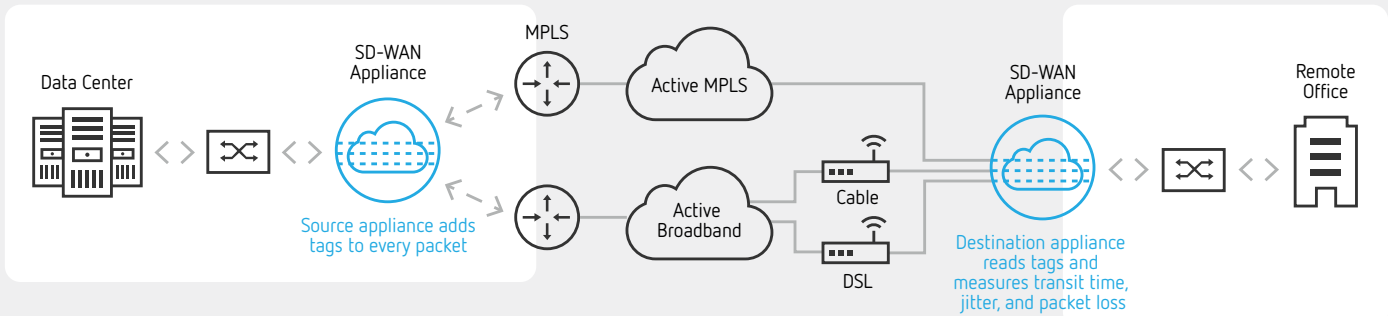 Data Center
SD-WAN
Appliance
Source appliance adds
tags to every packet
MPLS
Active MPLS
Active
Broadband
Cable
DSL
SD-WAN
Appliance
Destination appliance
reads tags and
measures transit time,
jitter, and packet loss
Remote
Office